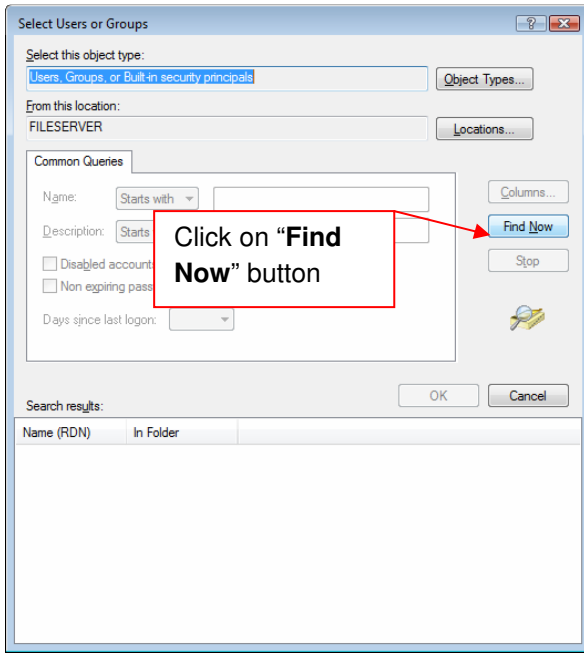 Select Users or Groups
Select this object type:
Users, Groups, or Built-in security principals
Object Types...
From this location:
FILESERVER
Locations...
Common Queries
Name:
Starts with
Columns...
Description:
Starts
Find Now
Click on “Find
Now” button
Disabled account
Stop
Non expiring pass
Days since last logon:
OK
Cancel
Search results:
Name (RDN)
In Folder